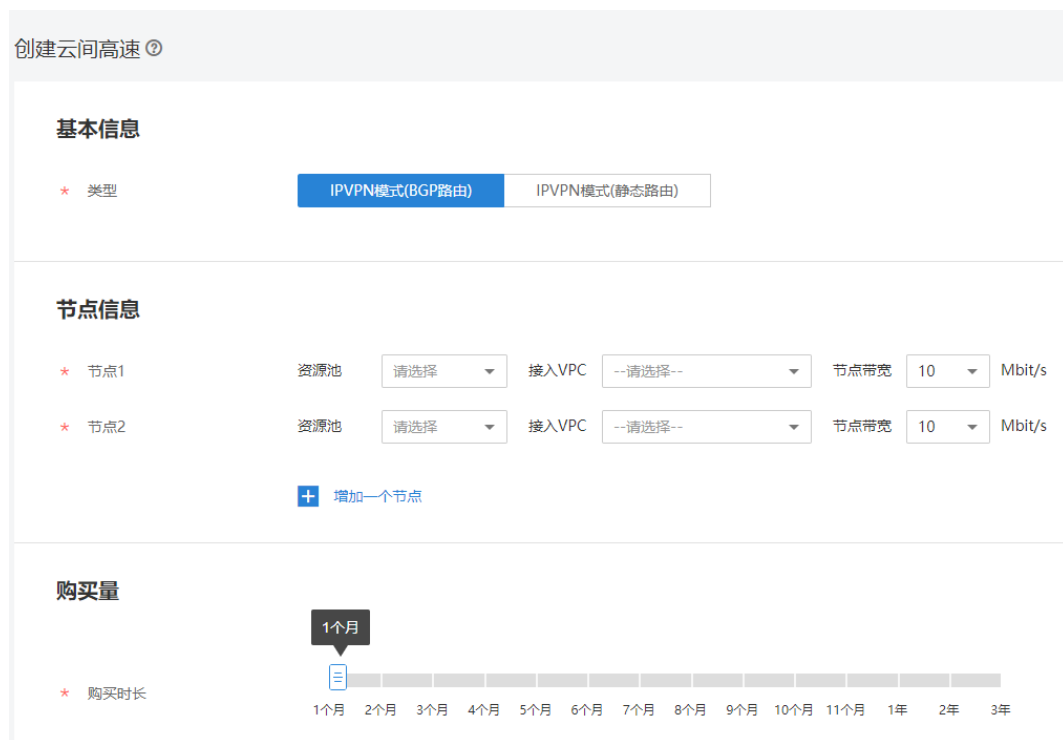 创建云间高速
基本信息
* 类型 IPVPN模式(BGP路由) IPVPN模式(静态路由)
节点信息
* 节点1 资源池 请选择 接入VPC --请选择-- 节点带宽 10 Mbit/s
* 节点2 资源池 请选择 接入VPC --请选择-- 节点带宽 10 Mbit/s
增加一个节点
购买量
1个月
* 购买时长
1个月 2个月 3个月 4个月 5个月 6个月 7个月 8个月 9个月 10个月 11个月 1年 2年 3年